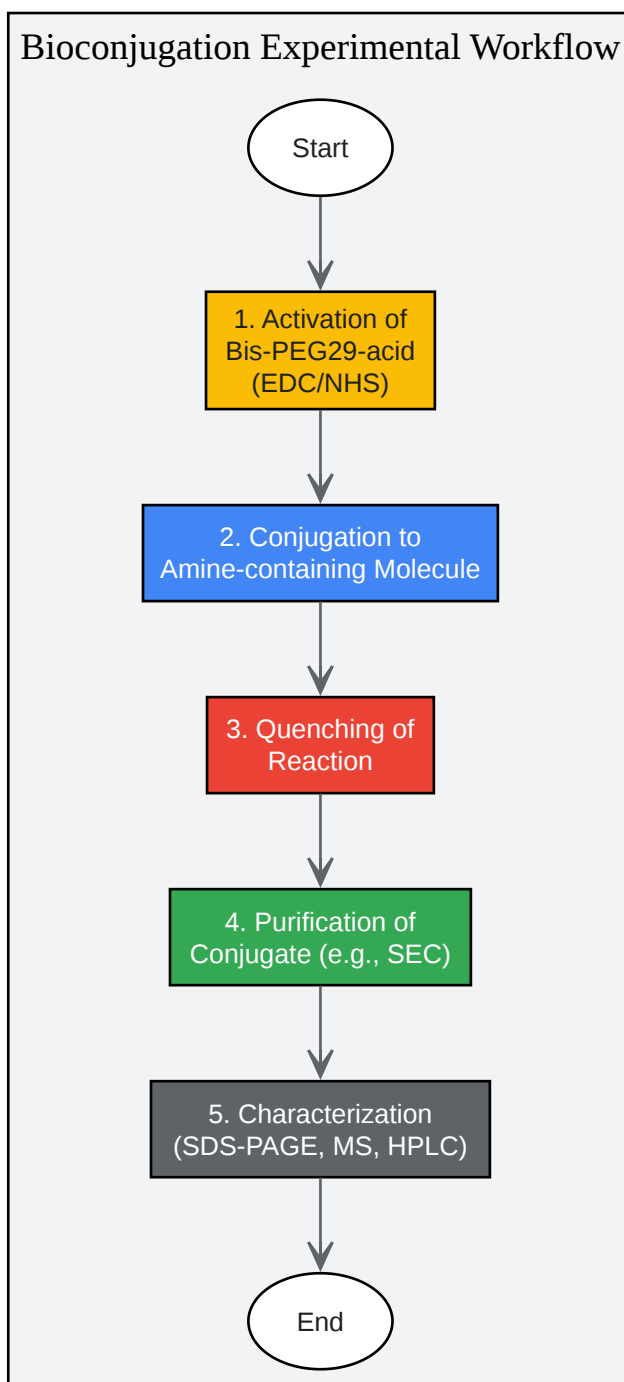 Bioconjugation Experimental Workflow
Start
1. Activation of
Bis-PEG29-acid
(EDC/NHS)
2. Conjugation to
Amine-containing Molecule
3. Quenching of
Reaction
4. Purification of
Conjugate (e.g., SEC)
5. Characterization
(SDS-PAGE, MS, HPLC)
End